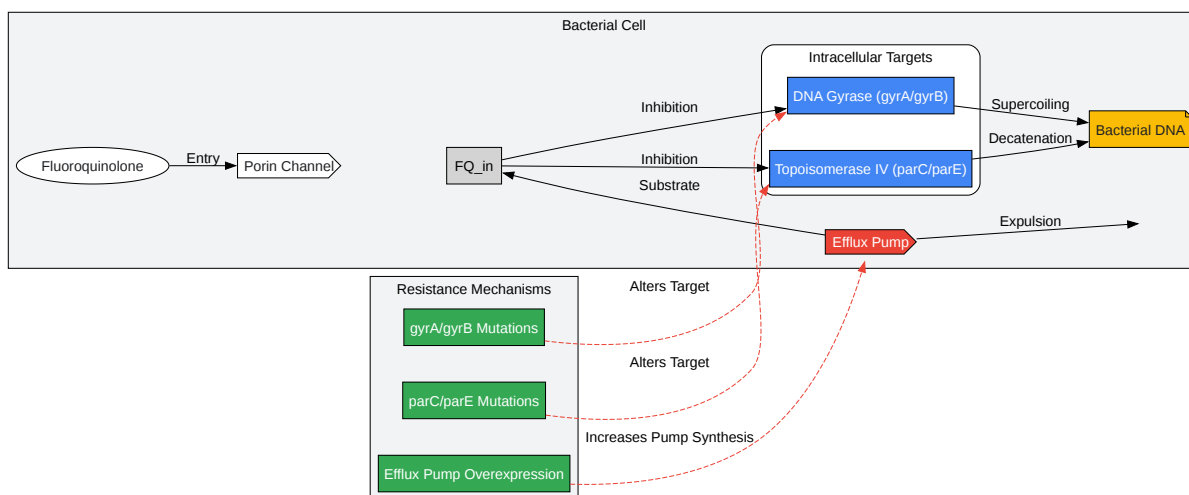 Bacterial Cell
Intracellular Targets
DNA Gyrase (gyrA/gyrB)
Supercoiling
Inhibition
Bacterial DNA
Decatenation
Fluoroquinolone
Entry
Porin Channel
FQ_in
Inhibition
Topoisomerase IV (parC/parE)
Substrate
Expulsion
Efflux Pump
Resistance Mechanisms
Alters Target
gyrA/gyrB Mutations
Alters Target
parC/parE Mutations
Increases Pump Synthesis
Efflux Pump Overexpression